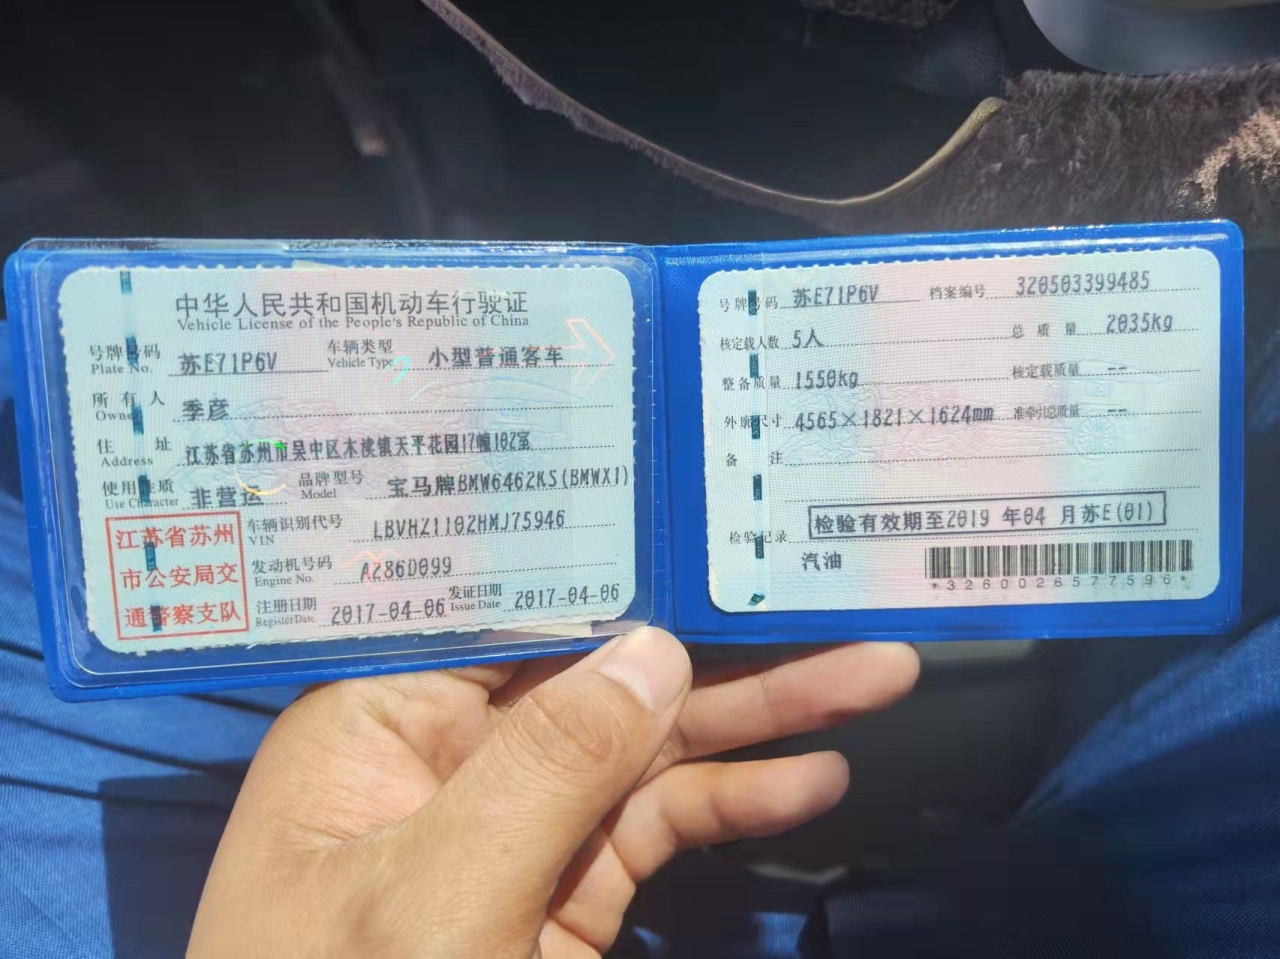 中华人民共和国机动车行驶证
Vehicle License of the People's Republic of China
号牌号码 苏E71P6V 车辆类型 小型普通客车
Plate No. Vehicle Type
所有人 季彦
Owner
住址 江苏省苏州市吴中区木渎镇天平花园17幢102室
Address
使用性质 非营运 品牌型号 宝马牌BMW6462KS(BMWX1)
Use Character Model
江苏省苏州
市公安局交
通警察支队
车辆识别代号 LBVHZ1102HMJ75946
VIN
发动机号码 A286D099
Engine No.
注册日期 2017-04-06 发证日期 2017-04-06
Register Date Issue Date
号牌号码 苏E71P6V 档案编号 320503399485
核定载人数 5人 总质量 2035kg
整备质量 1550kg 核定载质量 --
外廓尺寸 4565×1821×1624mm 准牵引总质量 --
备注
检验记录 检验有效期至2019年04月苏E(01)
汽油
*3260026577596*